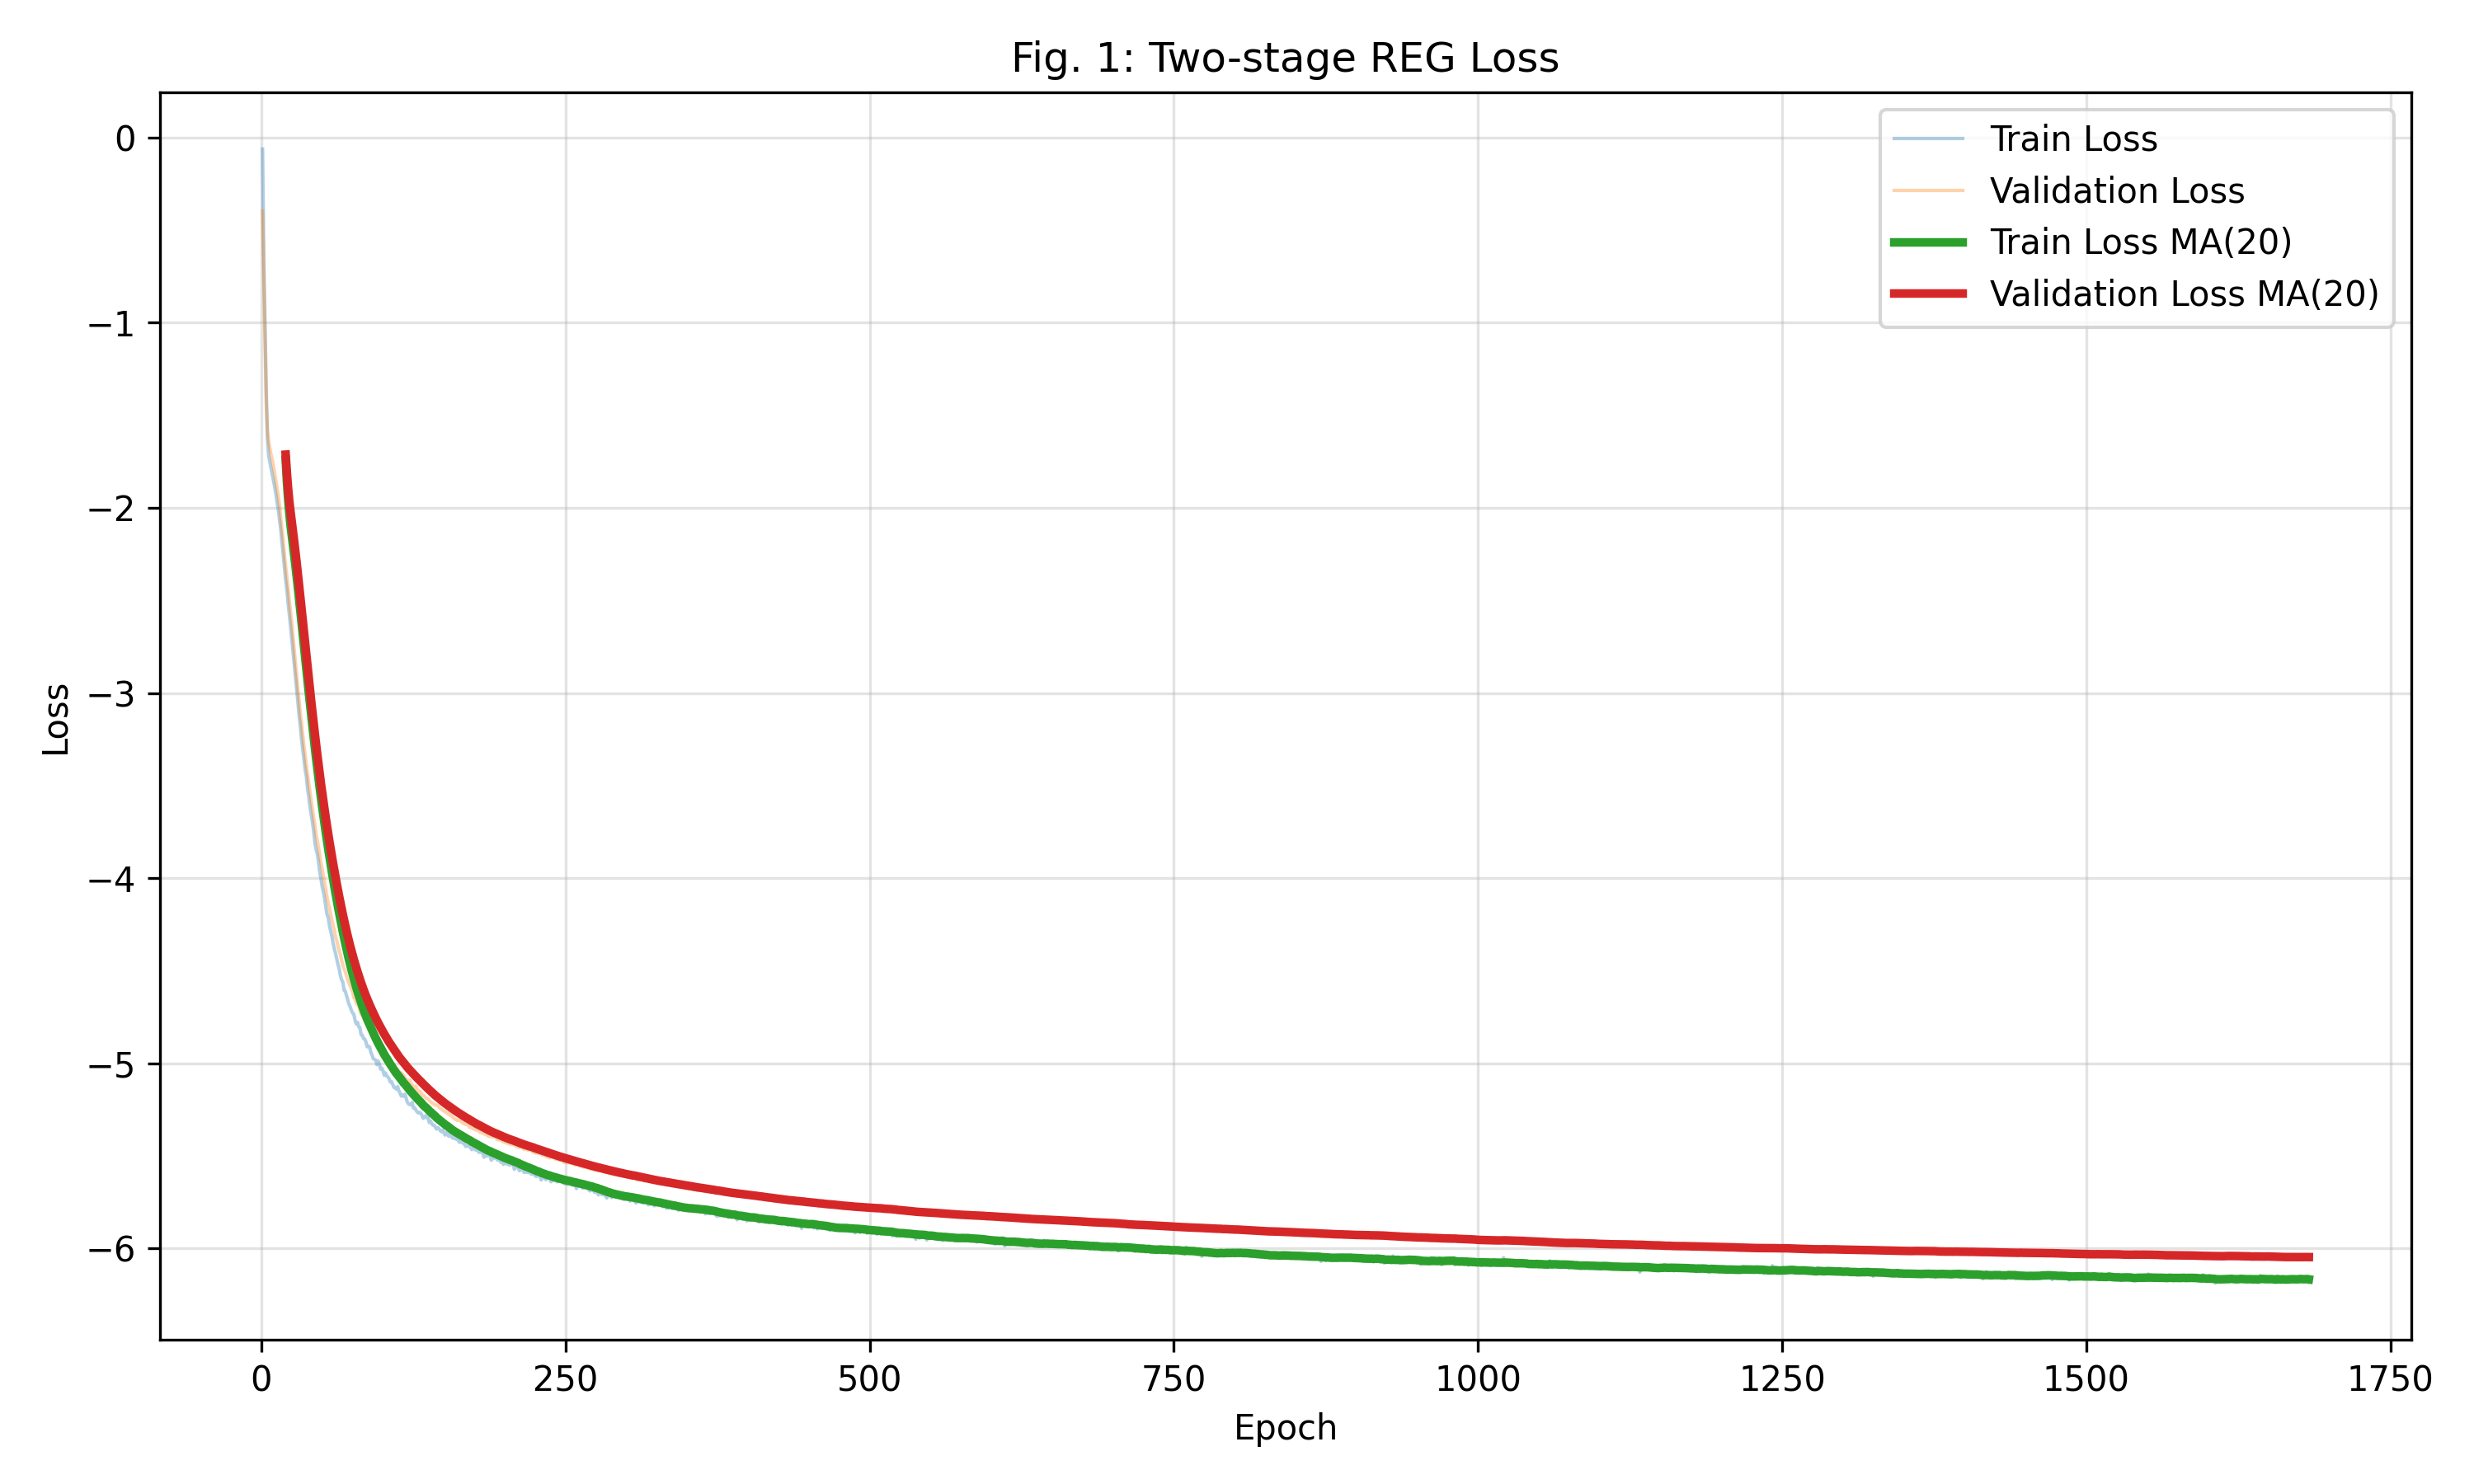 Fig. 1: Two-stage REG Loss
Train Loss
Validation Loss
Train Loss MA(20)
Validation Loss MA(20)
0
−1
−2
−3
−4
−5
−6
Loss
0 250 500 750 1000 1250 1500 1750
Epoch